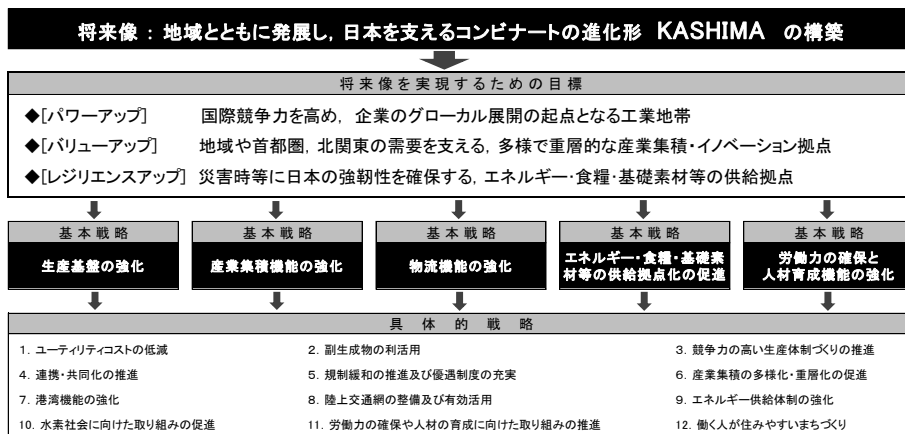 将来像：地域とともに発展し，日本を支えるコンビナートの進化形 KASHIMA の構築
将来像を実現するための目標
◆[パワーアップ] 国際競争力を高め，企業のグローカル展開の起点となる工業地帯
◆[バリューアップ] 地域や首都圏，北関東の需要を支える，多様で重層的な産業集積・イノベーション拠点
◆[レジリエンスアップ] 災害時等に日本の強靭性を確保する，エネルギー・食糧・基礎素材等の供給拠点
基本戦略 基本戦略 基本戦略 基本戦略 基本戦略
生産基盤の強化
産業集積機能の強化
物流機能の強化
エネルギー・食糧・基礎素
材等の供給拠点化の促進
労働力の確保と
人材育成機能の強化
具体的戦略
1．ユーティリティコストの低減 2．副生成物の利活用 3．競争力の高い生産体制づくりの推進
4．連携・共同化の推進 5．規制緩和の推進及び優遇制度の充実 6．産業集積の多様化・重層化の促進
7．港湾機能の強化 8．陸上交通網の整備及び有効活用 9．エネルギー供給体制の強化
10．水素社会に向けた取り組みの促進 11．労働力の確保や人材の育成に向けた取り組みの推進 12．働く人が住みやすいまちづくり